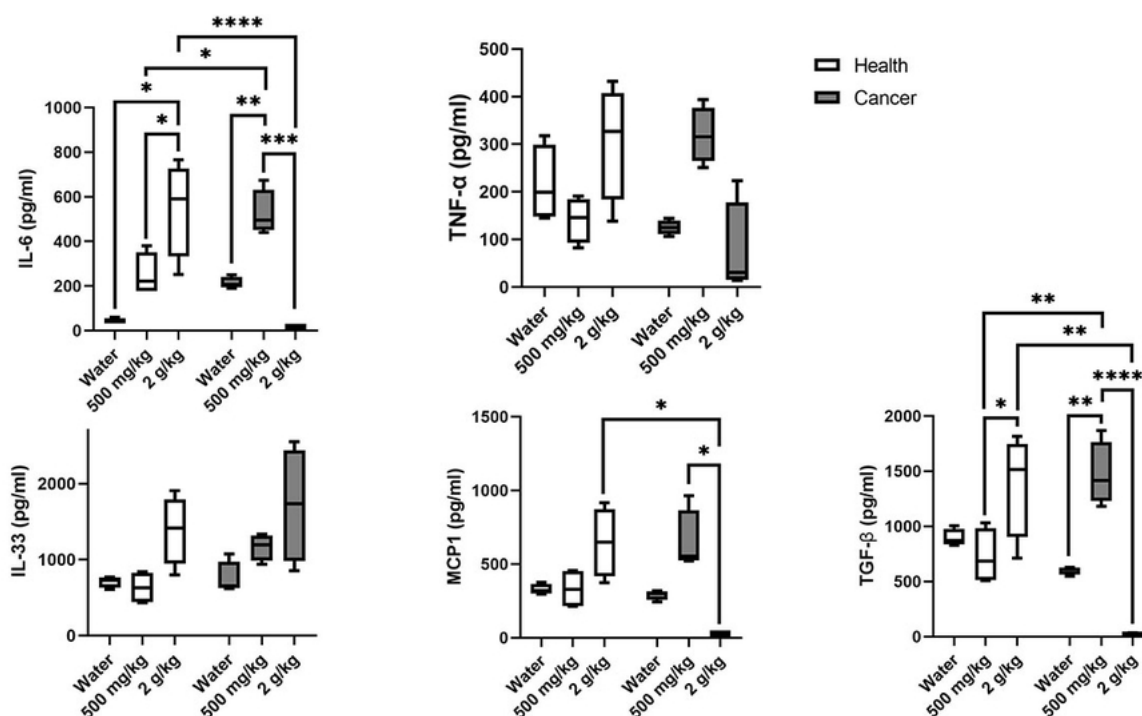 ****
*
*
*
**
***
IL-6 (pg/ml)
1000
800
600
400
200
0
Water
500 mg/kg
2 g/kg
Water
500 mg/kg
2 g/kg
TNF-α (pg/ml)
500
400
300
200
100
0
Water
500 mg/kg
2 g/kg
Water
500 mg/kg
2 g/kg
Health
Cancer
IL-33 (pg/ml)
2000
1000
0
Water
500 mg/kg
2 g/kg
Water
500 mg/kg
2 g/kg
*
*
MCP1 (pg/ml)
1500
1000
500
0
Water
500 mg/kg
2 g/kg
Water
500 mg/kg
2 g/kg
**
**
****
*
**
TGF-β (pg/ml)
2000
1500
1000
500
0
Water
500 mg/kg
2 g/kg
Water
500 mg/kg
2 g/kg